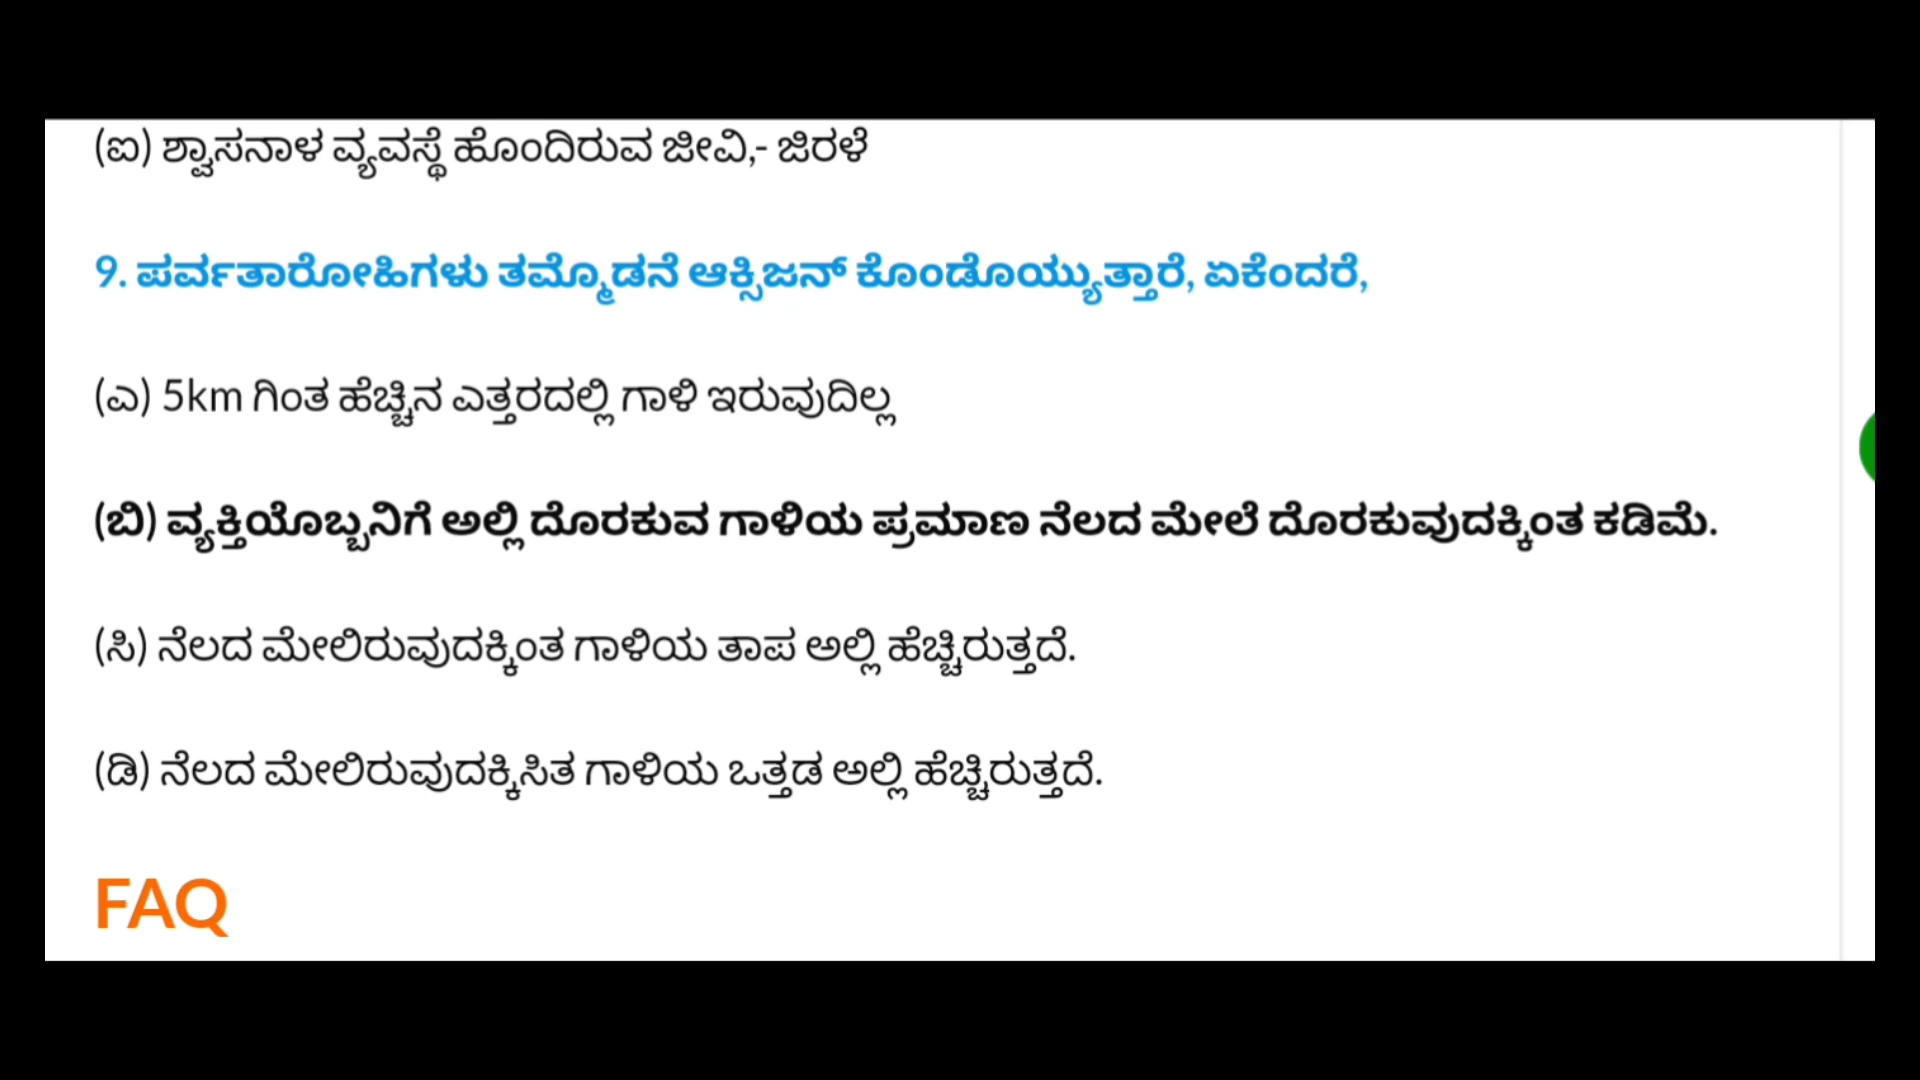 (ಐ) ಶ್ವಾಸನಾಳ ವ್ಯವಸ್ಥೆ ಹೊಂದಿರುವ ಜೀವಿ,- ಜಿರಳೆ
9. ಪರ್ವತಾರೋಹಿಗಳು ತಮ್ಮೊಡನೆ ಆಕ್ಸಿಜನ್ ಕೊಂಡೊಯ್ಯುತ್ತಾರೆ, ಏಕೆಂದರೆ,
(ಎ) 5km ಗಿಂತ ಹೆಚ್ಚಿನ ಎತ್ತರದಲ್ಲಿ ಗಾಳಿ ಇರುವುದಿಲ್ಲ
(ಬಿ) ವ್ಯಕ್ತಿಯೊಬ್ಬನಿಗೆ ಅಲ್ಲಿ ದೊರಕುವ ಗಾಳಿಯ ಪ್ರಮಾಣ ನೆಲದ ಮೇಲೆ ದೊರಕುವುದಕ್ಕಿಂತ ಕಡಿಮೆ.
(ಸಿ) ನೆಲದ ಮೇಲಿರುವುದಕ್ಕಿಂತ ಗಾಳಿಯ ತಾಪ ಅಲ್ಲಿ ಹೆಚ್ಚಿರುತ್ತದೆ.
(ಡಿ) ನೆಲದ ಮೇಲಿರುವುದಕ್ಕಿಸಿತ ಗಾಳಿಯ ಒತ್ತಡ ಅಲ್ಲಿ ಹೆಚ್ಚಿರುತ್ತದೆ.
FAQ